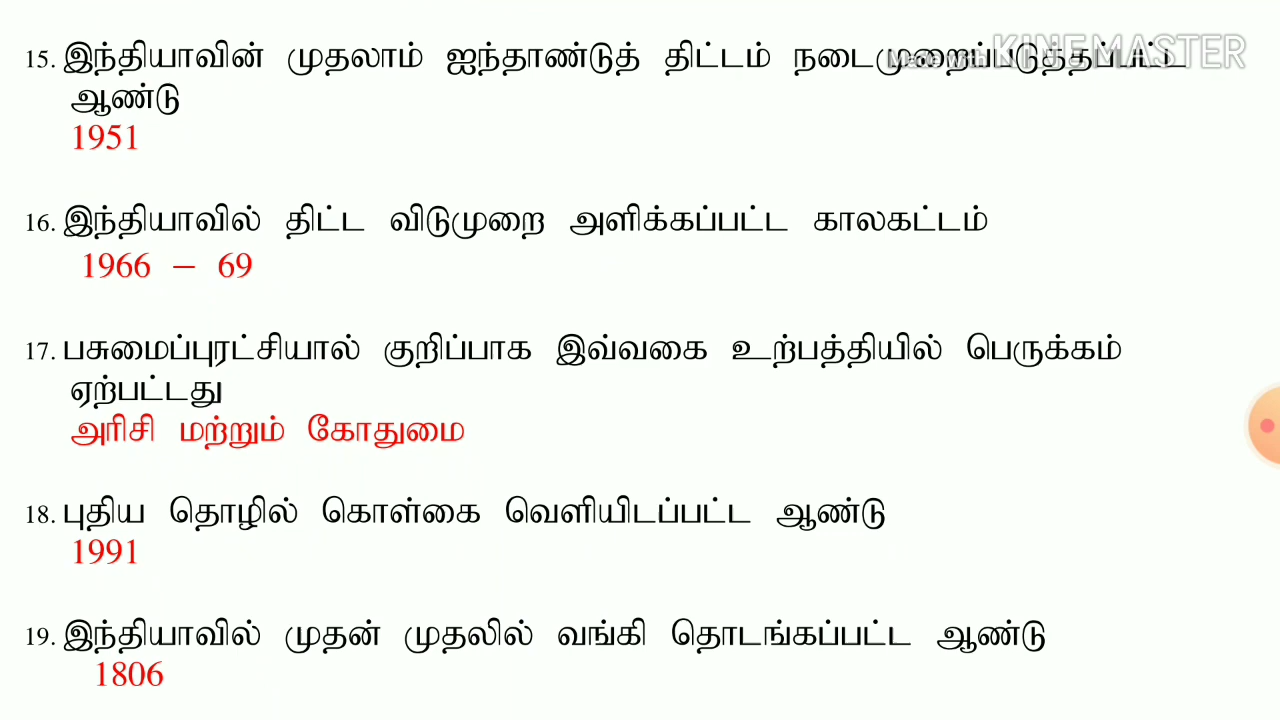 15. இந்தியாவின் முதலாம் ஐந்தாண்டுத் திட்டம் நடைமுறைப்படுத்தப்பட்ட
Made with KINEMASTER
ஆண்டு
1951
16. இந்தியாவில் திட்ட விடுமுறை அளிக்கப்பட்ட காலகட்டம்
1966 – 69
17. பசுமைப்புரட்சியால் குறிப்பாக இவ்வகை உற்பத்தியில் பெருக்கம்
ஏற்பட்டது
அரிசி மற்றும் கோதுமை
18. புதிய தொழில் கொள்கை வெளியிடப்பட்ட ஆண்டு
1991
19. இந்தியாவில் முதன் முதலில் வங்கி தொடங்கப்பட்ட ஆண்டு
1806